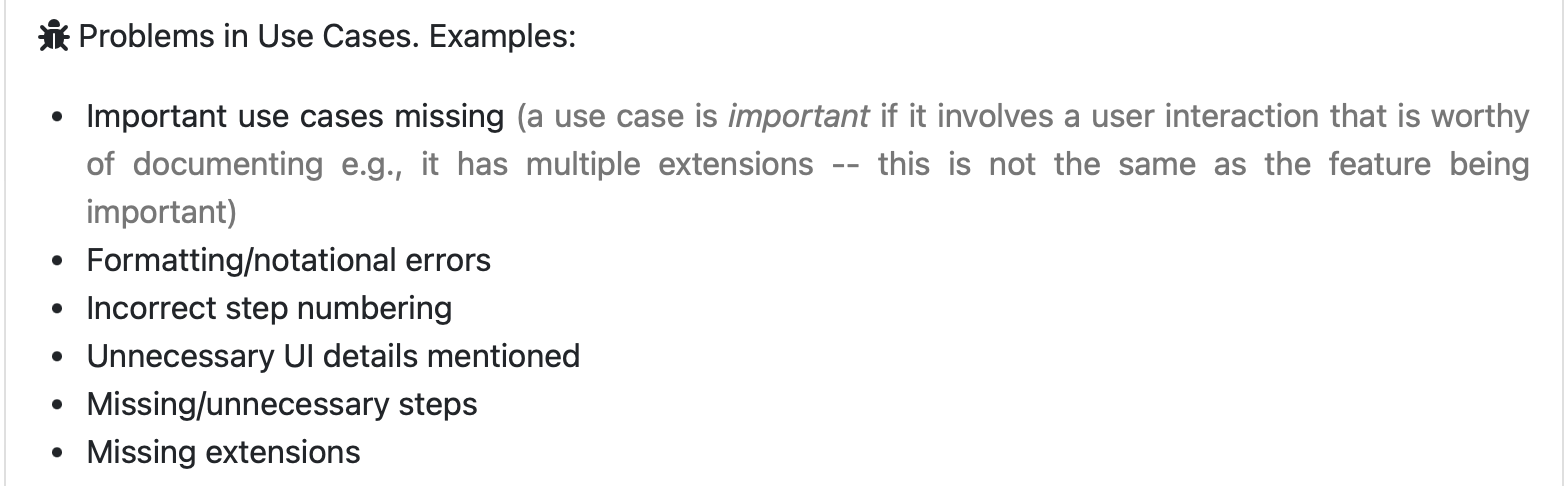 Problems in Use Cases. Examples:
• Important use cases missing (a use case is important if it involves a user interaction that is worthy
of documenting e.g., it has multiple extensions -- this is not the same as the feature being
important)
• Formatting/notational errors
• Incorrect step numbering
• Unnecessary UI details mentioned
• Missing/unnecessary steps
• Missing extensions